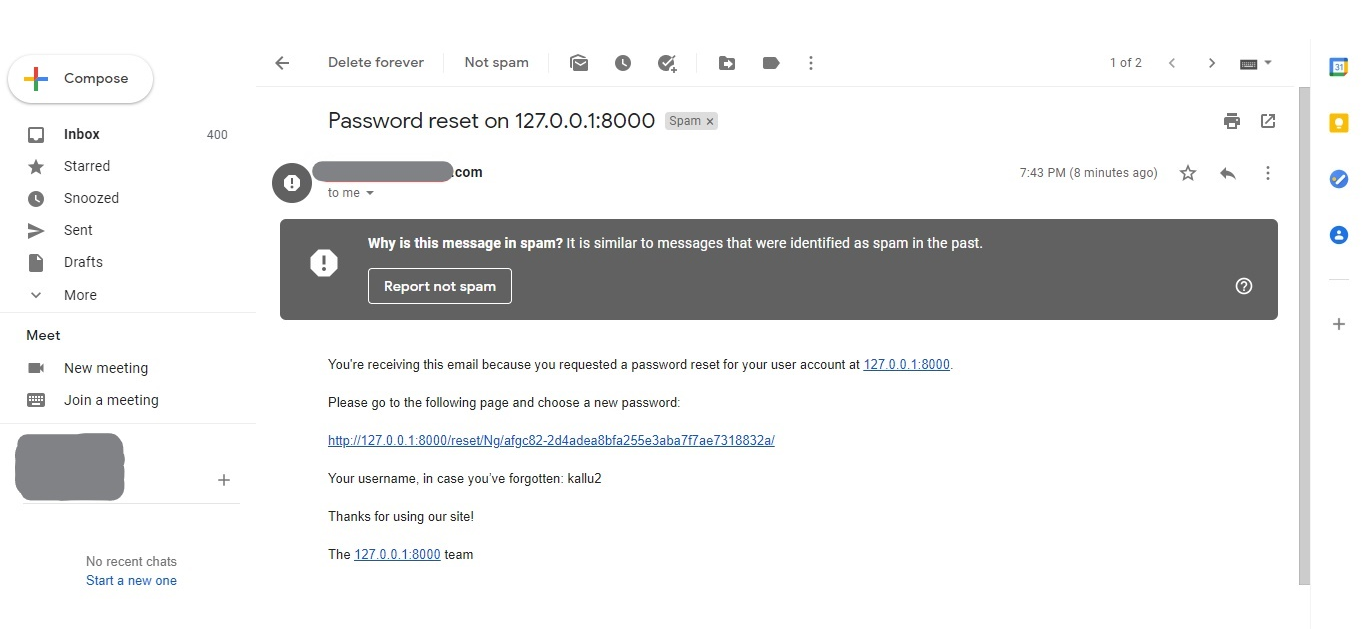 Compose
Inbox 400
Starred
Snoozed
Sent
Drafts
More
Meet
New meeting
Join a meeting
No recent chats
Start a new one
Delete forever Not spam 1 of 2
Password reset on 127.0.0.1:8000 Spam ×
.com 7:43 PM (8 minutes ago)
to me
Why is this message in spam? It is similar to messages that were identified as spam in the past.
Report not spam
You're receiving this email because you requested a password reset for your user account at 127.0.0.1:8000.
Please go to the following page and choose a new password:
http://127.0.0.1:8000/reset/Ng/afgc82-2d4adea8bfa255e3aba7f7ae7318832a/
Your username, in case you've forgotten: kallu2
Thanks for using our site!
The 127.0.0.1:8000 team
31